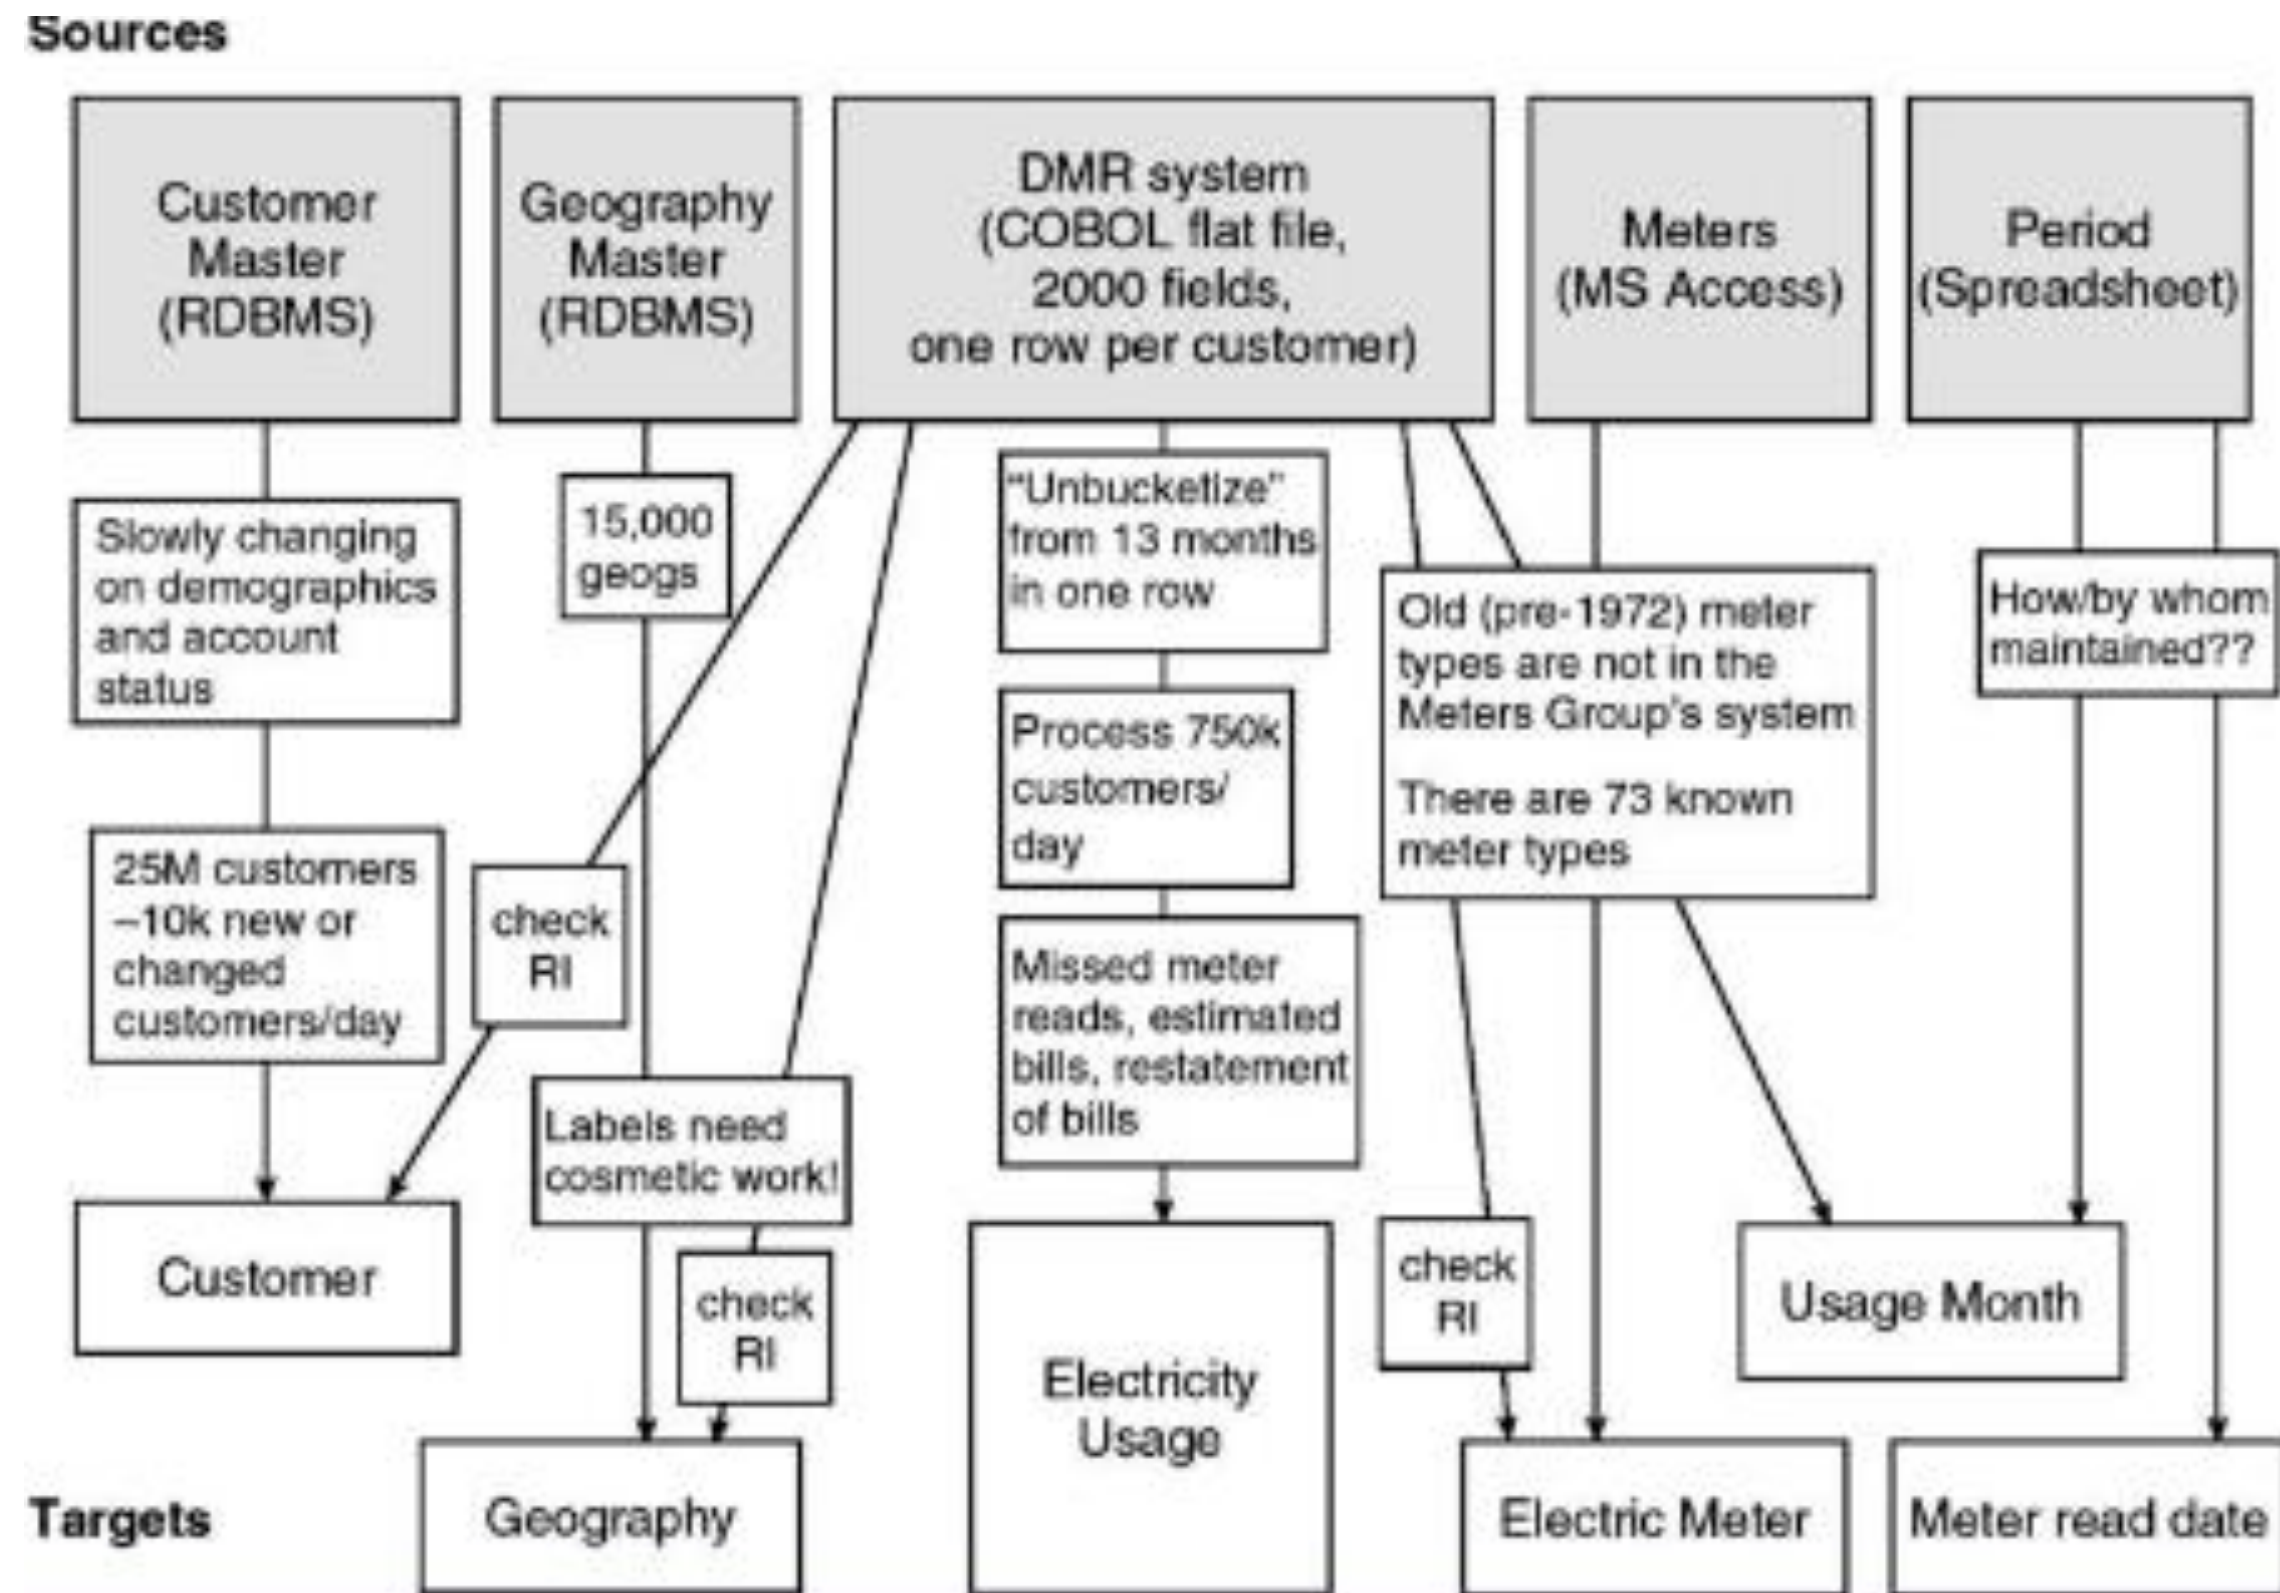 Sources
Customer
Master
(RDBMS)
Geography
Master
(RDBMS)
DMR system
(COBOL flat file,
2000 fields,
one row per customer)
Meters
(MS Access)
Period
(Spreadsheet)
Slowly changing
on demographics
and account
status
15,000
geogs
"Unbucketize"
from 13 months
in one row
Old (pre-1972) meter
types are not in the
Meters Group's system
There are 73 known
meter types
How/by whom
maintained??
Process 750k
customers/
day
25M customers
–10k new or
changed
customers/day
check
RI
Missed meter
reads, estimated
bills, restatement
of bills
Labels need
cosmetic work!
check
RI
check
RI
Customer
Usage Month
Electricity
Usage
Targets
Geography
Electric Meter
Meter read date